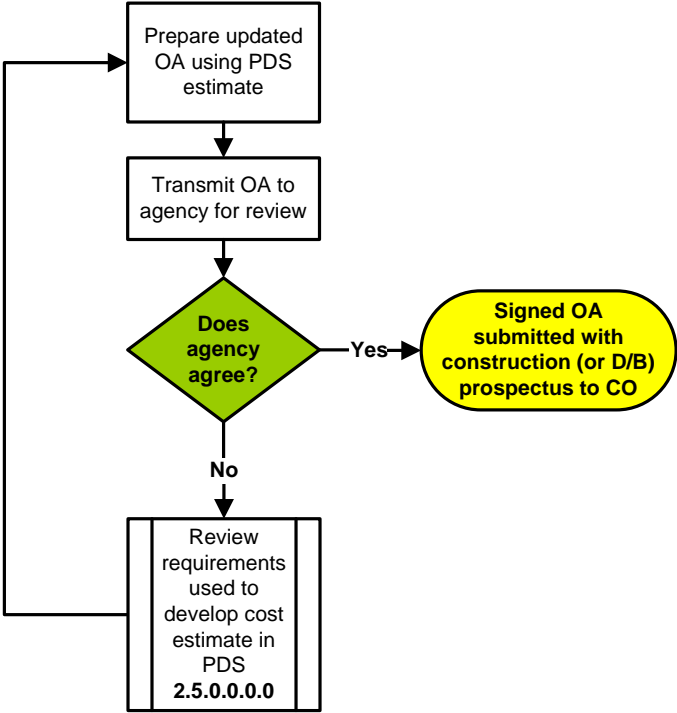 Prepare updated
OA using PDS
estimate
Transmit OA to
agency for review
Does
agency
agree?
Yes
Signed OA
submitted with
construction (or D/B)
prospectus to CO
No
Review
requirements
used to
develop cost
estimate in
PDS
2.5.0.0.0.0